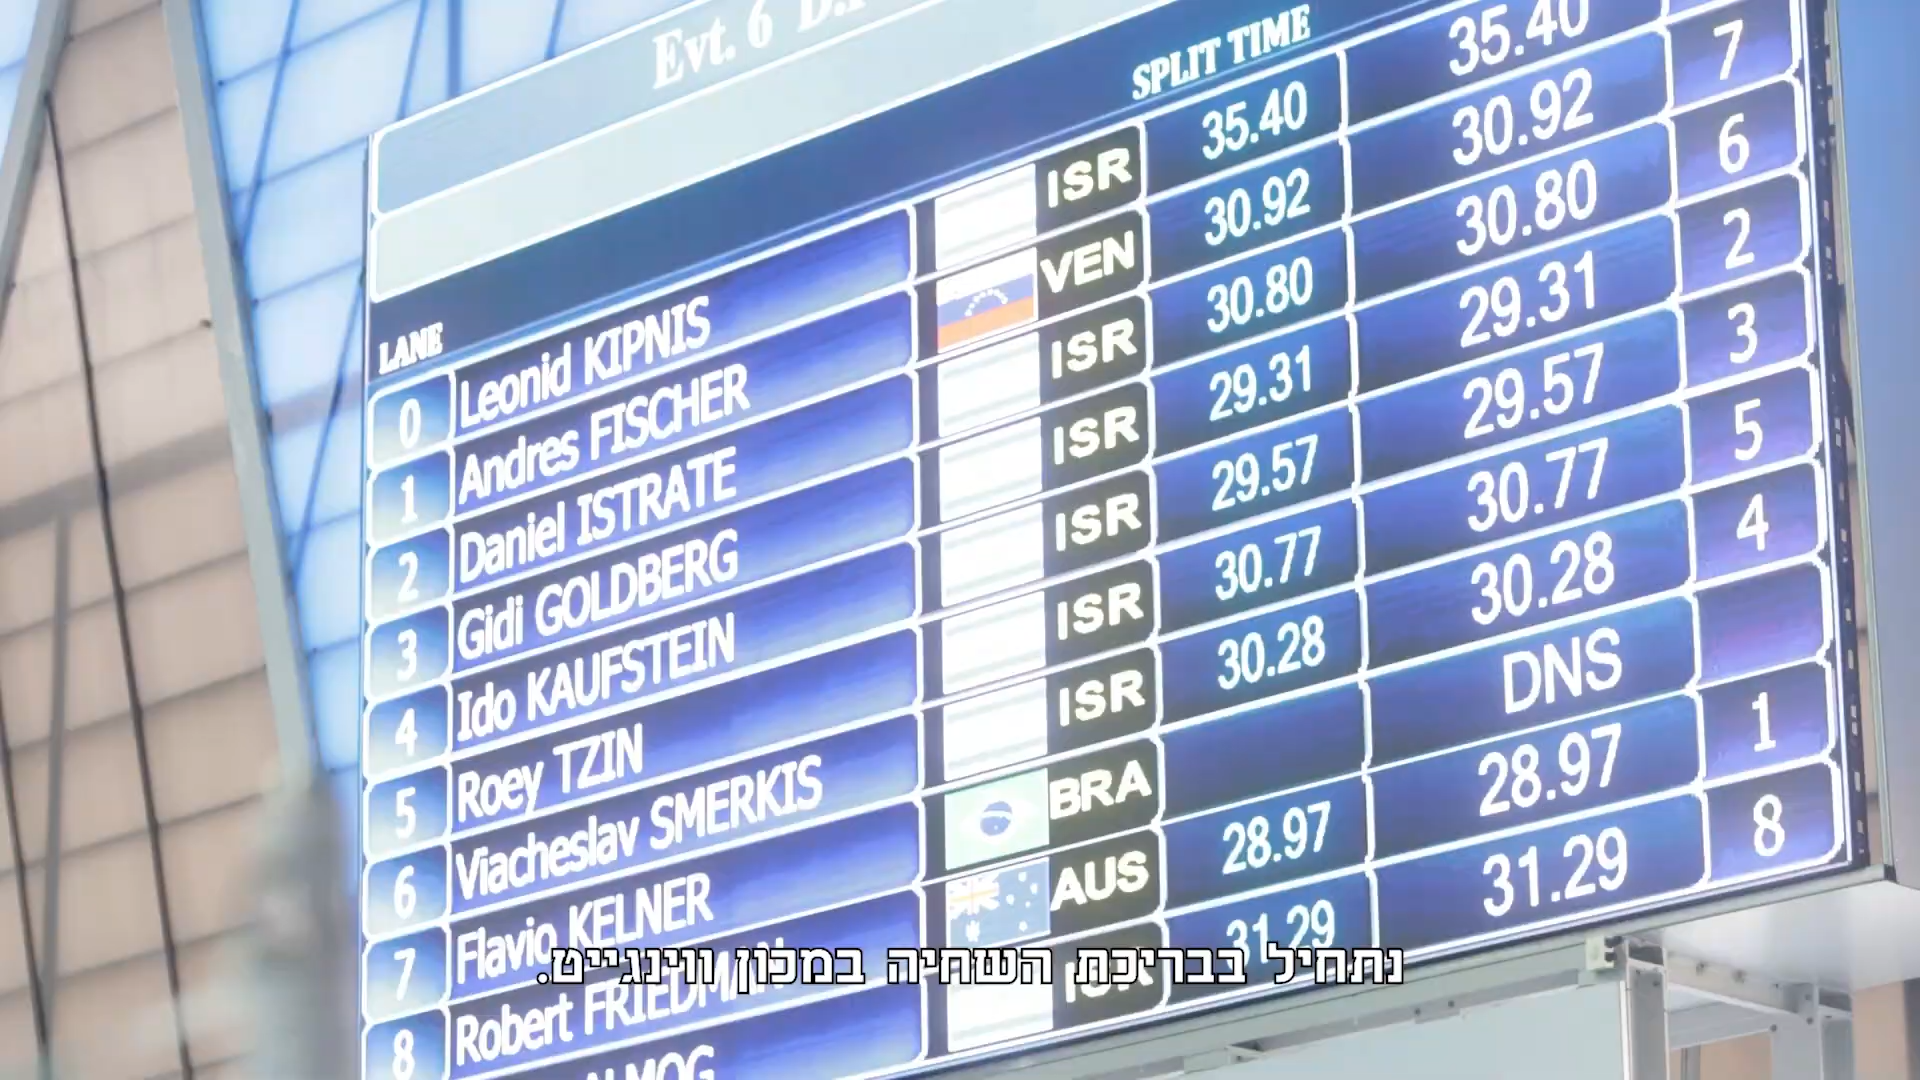 Evt. 6
SPLIT TIME
LANE
0 Leonid KIPNIS ISR 35.40 35.40
1 Andres FISCHER VEN 30.92 30.92 7
2 Daniel ISTRATE ISR 30.80 30.80 6
3 Gidi GOLDBERG ISR 29.31 29.31 2
4 Ido KAUFSTEIN ISR 29.57 29.57 3
5 Roey TZIN ISR 30.77 30.77 5
6 Viacheslav SMERKIS ISR 30.28 30.28 4
7 Flavio KELNER BRA DNS
8 Robert FRIEDMAN AUS 28.97 28.97 1
ALMOG ISR 31.29 31.29 8
נתחיל בבריכת השחיה במכון ווינגייט.